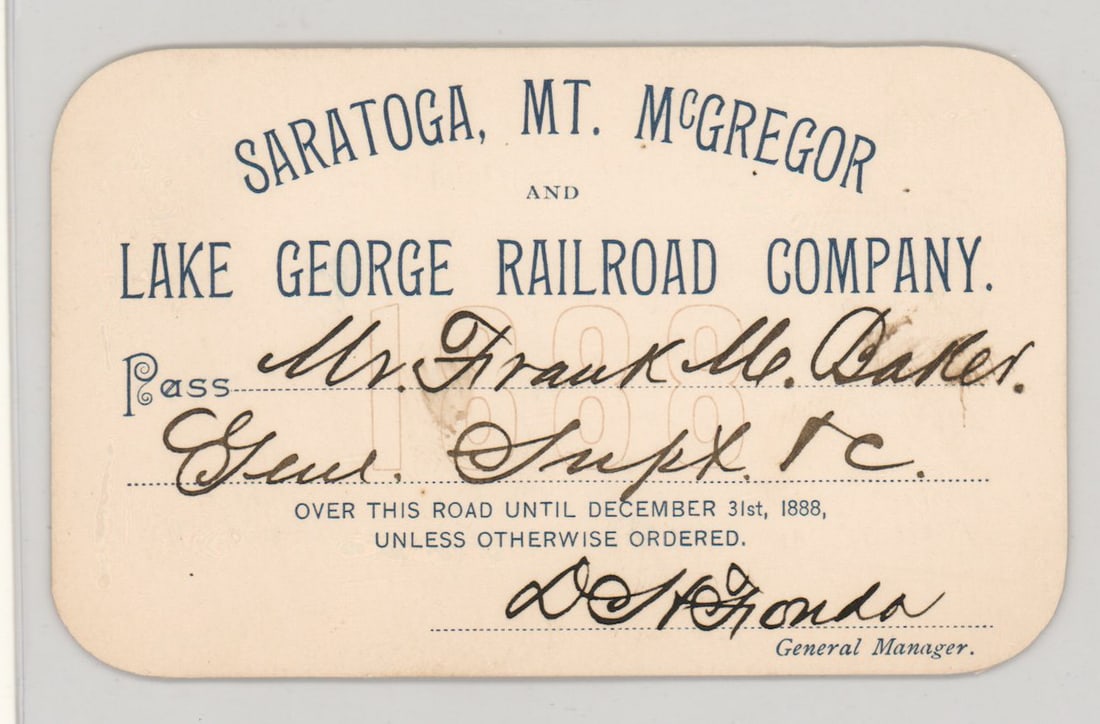 SARATOGA, MT. McGREGOR
AND
LAKE GEORGE RAILROAD COMPANY.
1888
Pass Mr. Frank M. Baker.
Genl. Supt. &c.
OVER THIS ROAD UNTIL DECEMBER 31st, 1888,
UNLESS OTHERWISE ORDERED.
D S H Fonda
General Manager.